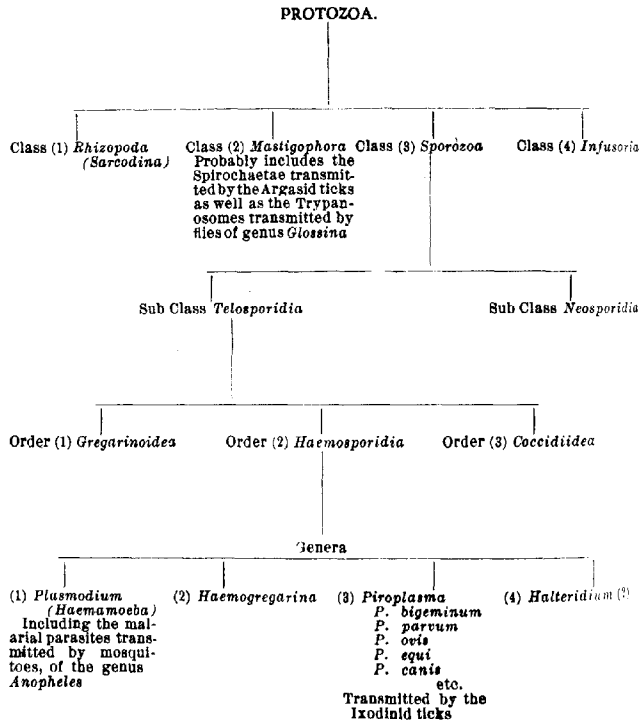 PROTOZOA.
Class (1) Rhizopoda
(Sarcodina)
Class (2) Mastigophora
Probably includes the
Spirochaetae transmit-
ted by the Argasid ticks
as well as the Trypan-
osomes transmitted by
flies of genus Glossina
Class (3) Sporòzoa
Class (4) Infusoria
Sub Class Telosporidia
Sub Class Neosporidia
Order (1) Gregarinoidea
Order (2) Haemosporidia
Order (3) Coccidiidea
Genera
(1) Plasmodium
(Haemamoeba)
Including the mal-
arial parasites trans-
mitted by mosqui-
toes, of the genus
Anopheles
(2) Haemogregarina
(3) Piroplasma
P. bigeminum
P. parvum
P. ovis
P. equi
P. canis
etc.
Transmitted by the
Ixodinid ticks
(4) Halteridium (?)